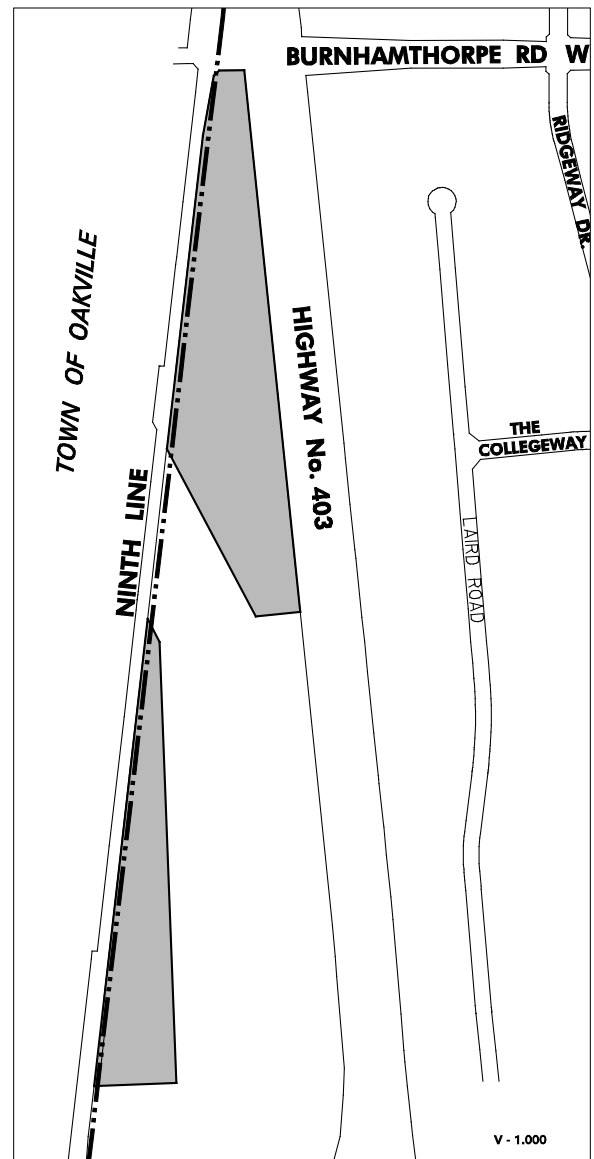 BURNHAMTHORPE RD W
RIDGEWAY DR.
TOWN OF OAKVILLE
HIGHWAY No. 403
THE
COLLEGEWAY
NINTH LINE
LAIRD ROAD
V - 1.000